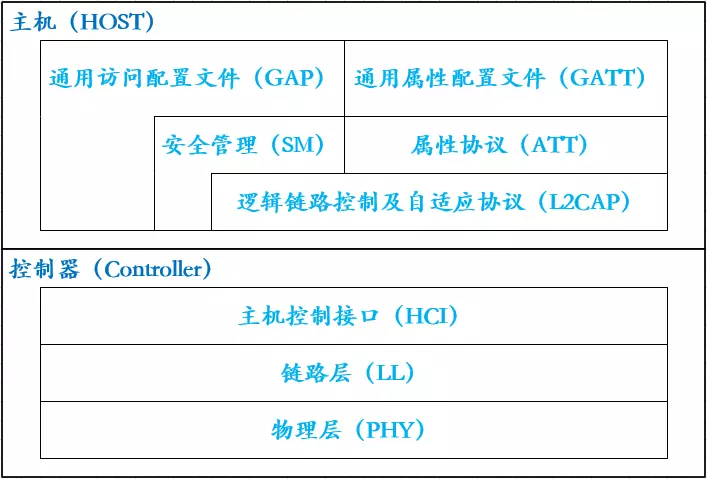 主机（HOST）
通用访问配置文件（GAP）
通用属性配置文件（GATT）
安全管理（SM）
属性协议（ATT）
逻辑链路控制及自适应协议（L2CAP）
控制器（Controller）
主机控制接口（HCI）
链路层（LL）
物理层（PHY）